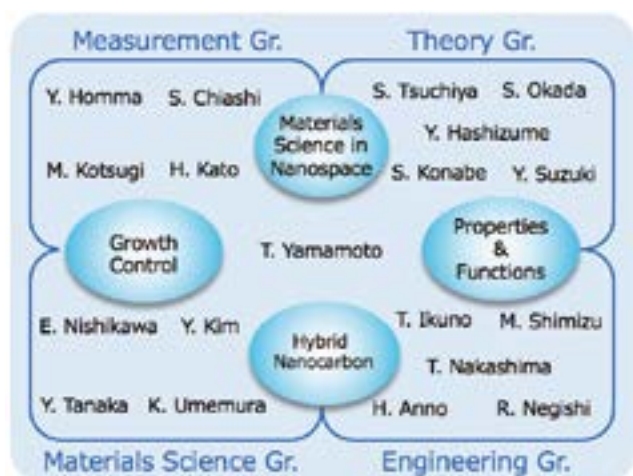 Measurement Gr. Theory Gr.
Y. Homma S. Chiashi
S. Tsuchiya S. Okada
Materials
Science in
Nanospace
Y. Hashizume
M. Kotsugi H. Kato
S. Konabe Y. Suzuki
Growth
Control
T. Yamamoto
Properties
&
Functions
E. Nishikawa Y. Kim
Hybrid
Nanocarbon
T. Ikuno M. Shimizu
T. Nakashima
Y. Tanaka K. Umemura
H. Anno R. Negishi
Materials Science Gr. Engineering Gr.